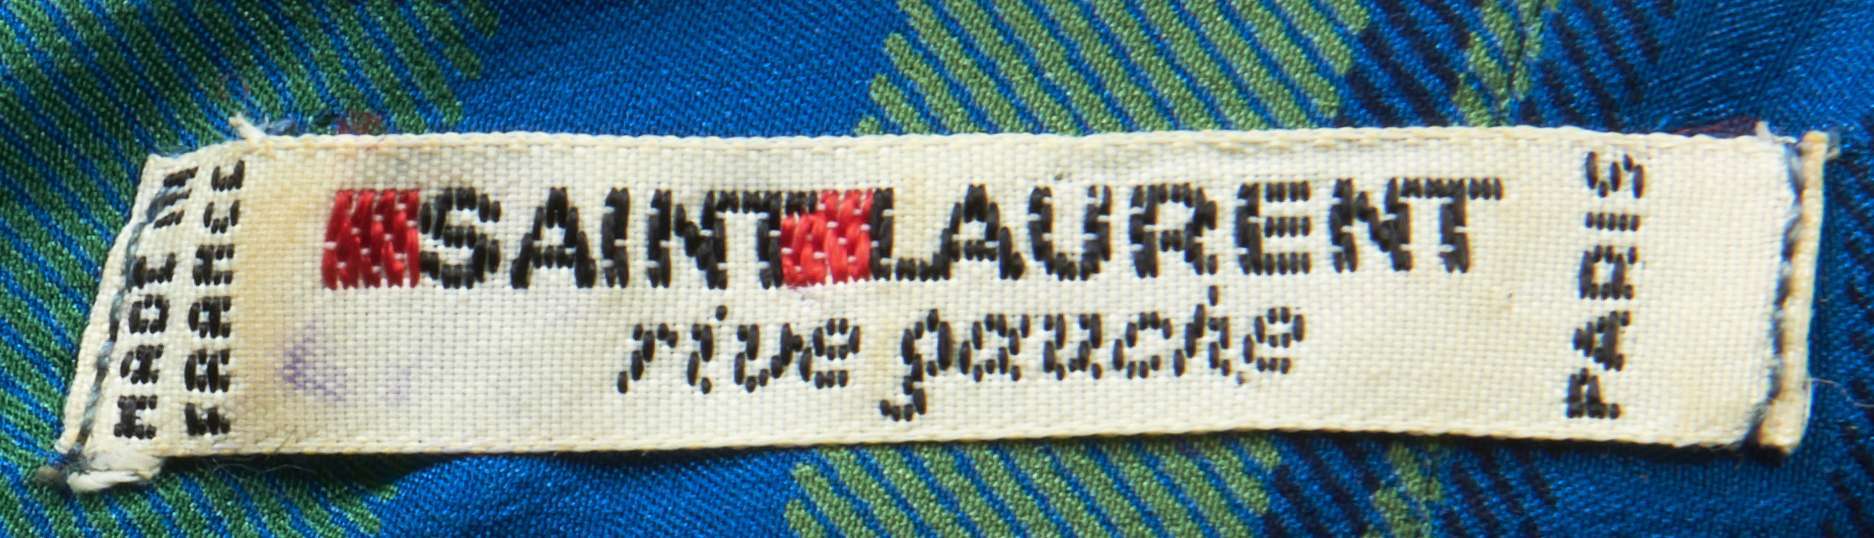 MADE IN
FRANCE
SAINT LAURENT
rive gauche
PARIS